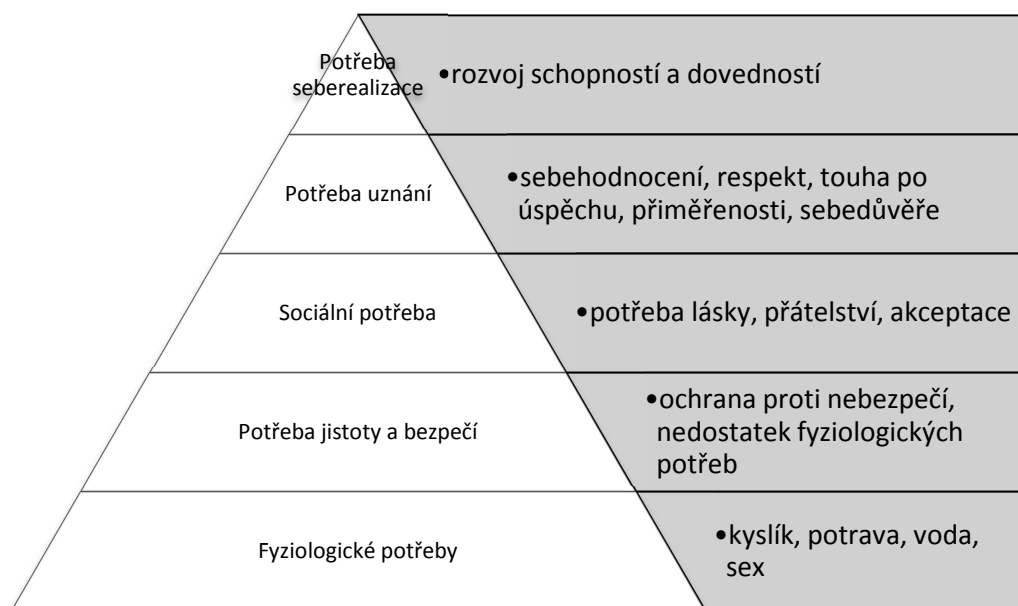 Potřeba
seberealizace
•rozvoj schopností a dovedností
Potřeba uznání
•sebehodnocení, respekt, touha po
úspěchu, přiměřenosti, sebedůvěře
Sociální potřeba
•potřeba lásky, přátelství, akceptace
Potřeba jistoty a bezpečí
•ochrana proti nebezpečí,
nedostatek fyziologických
potřeb
Fyziologické potřeby
•kyslík, potrava, voda,
sex